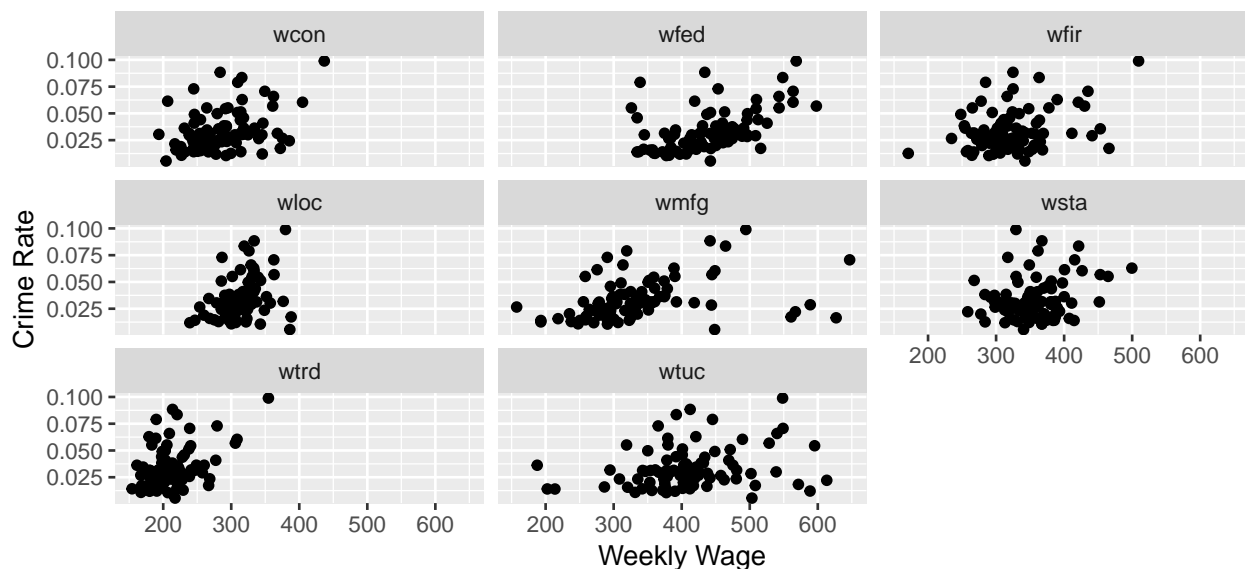 wcon wfed wfir
0.100
0.075
0.050
0.025
wloc wmfg wsta
0.100
0.075
0.050
0.025
200 300 400 500 600
wtrd wtuc
0.100
0.075
0.050
0.025
200 300 400 500 600 200 300 400 500 600
Weekly Wage
Crime Rate